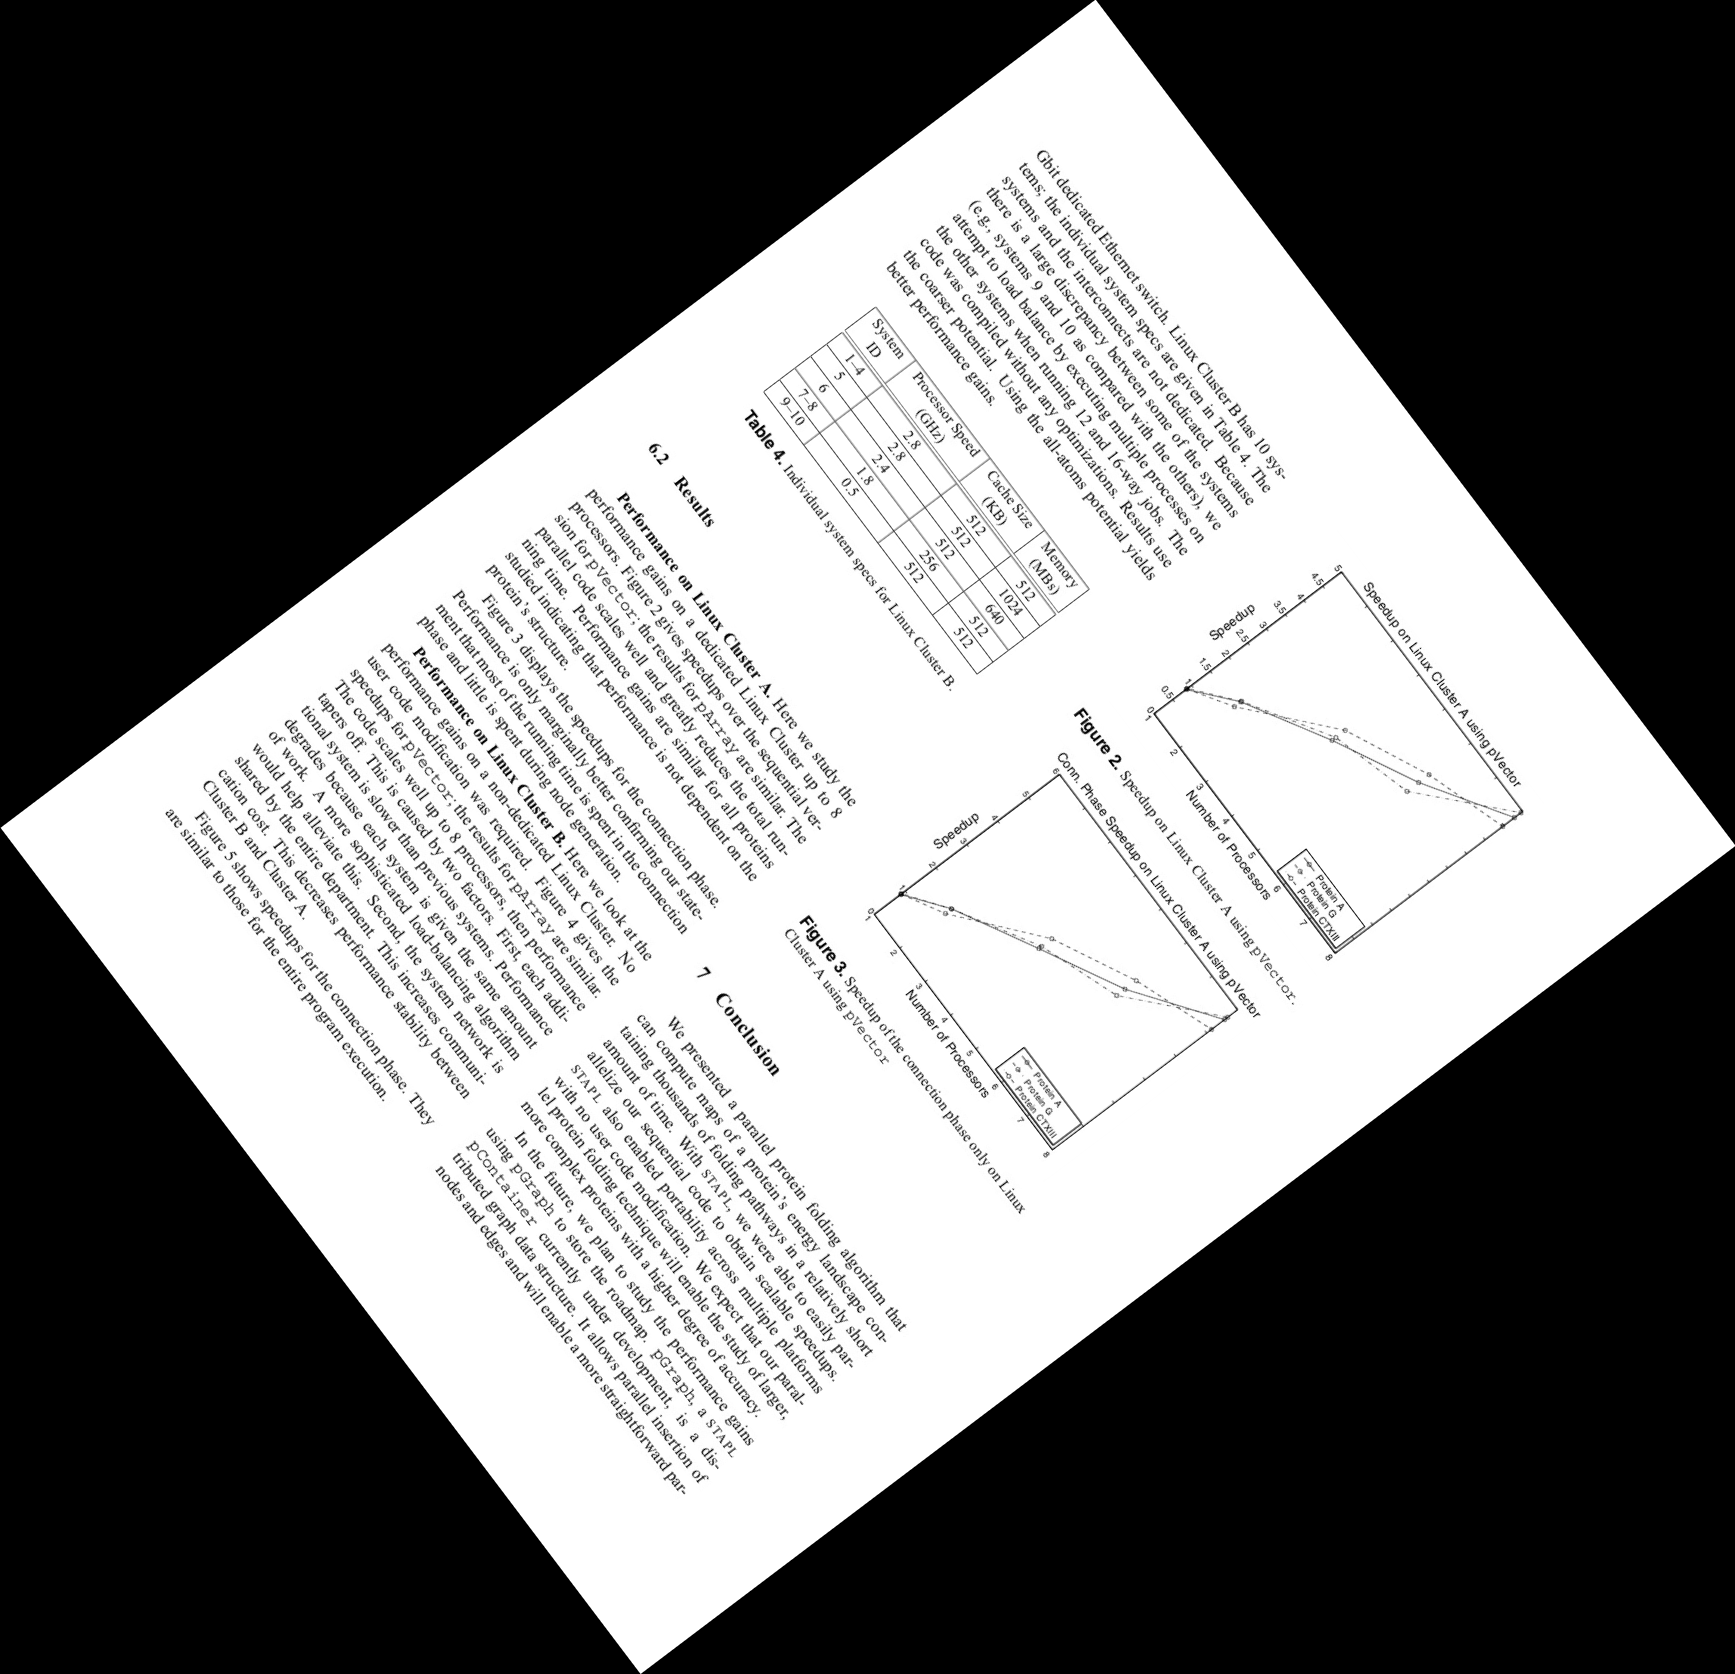 Gbit dedicated Ethernet switch. Linux Cluster B has 10 sys-
tems; the individual system specs are given in Table 4. The
systems and the interconnects are not dedicated. Because
there is a large discrepancy between some of the systems
(e.g., systems 9 and 10 as compared with the others), we
attempt to load balance by executing multiple processes on
the other systems when running 12 and 16-way jobs. The
code was compiled without any optimizations. Results use
the coarser potential. Using the all-atoms potential yields
better performance gains.
System Processor Speed Cache Size Memory
ID (GHz) (KB) (MBs)
1–4 2.8 512 512
5 2.8 512 1024
6 2.4 512 640
7–8 1.8 256 512
9–10 0.5 512 512
Table 4. Individual system specs for Linux Cluster B.
6.2 Results
Performance on Linux Cluster A. Here we study the
performance gains on a dedicated Linux Cluster up to 8
processors. Figure 2 gives speedups over the sequential ver-
sion for pVector; the results for pArray are similar. The
parallel code scales well and greatly reduces the total run-
ning time. Performance gains are similar for all proteins
studied indicating that performance is not dependent on the
protein's structure.
Figure 3 displays the speedups for the connection phase.
Performance is only marginally better confirming our state-
ment that most of the running time is spent in the connection
phase and little is spent during node generation.
Performance on Linux Cluster B. Here we look at the
performance gains on a non-dedicated Linux Cluster. No
user code modification was required. Figure 4 gives the
speedups for pVector; the results for pArray are similar.
The code scales well up to 8 processors, then performance
tapers off. This is caused by two factors. First, each addi-
tional system is slower than previous systems. Performance
degrades because each system is given the same amount
of work. A more sophisticated load-balancing algorithm
would help alleviate this. Second, the system network is
shared by the entire department. This increases communi-
cation cost. This decreases performance stability between
Cluster B and Cluster A.
Figure 5 shows speedups for the connection phase. They
are similar to those for the entire program execution.
Speedup on Linux Cluster A using pVector
5
4.5
4
3.5
3
2.5
2
1.5
1
0.5
0
Speedup
1 2 3 4 5 6 7 8
Number of Processors
Protein A
Protein G
Protein CTXIII
Figure 2. Speedup on Linux Cluster A using pVector.
Conn. Phase Speedup on Linux Cluster A using pVector
6
5
4
3
2
1
0
Speedup
1 2 3 4 5 6 7 8
Number of Processors
Protein A
Protein G
Protein CTXIII
Figure 3. Speedup of the connection phase only on Linux
Cluster A using pVector
7 Conclusion
We presented a parallel protein folding algorithm that
can compute maps of a protein's energy landscape con-
taining thousands of folding pathways in a relatively short
amount of time. With STAPL, we were able to easily par-
allelize our sequential code to obtain scalable speedups.
STAPL also enabled portability across multiple platforms
with no user code modification. We expect that our paral-
lel protein folding technique will enable the study of larger,
more complex proteins with a higher degree of accuracy.
In the future, we plan to study the performance gains
using pGraph to store the roadmap. pGraph, a STAPL
pContainer currently under development, is a dis-
tributed graph data structure. It allows parallel insertion of
nodes and edges and will enable a more straightforward par-